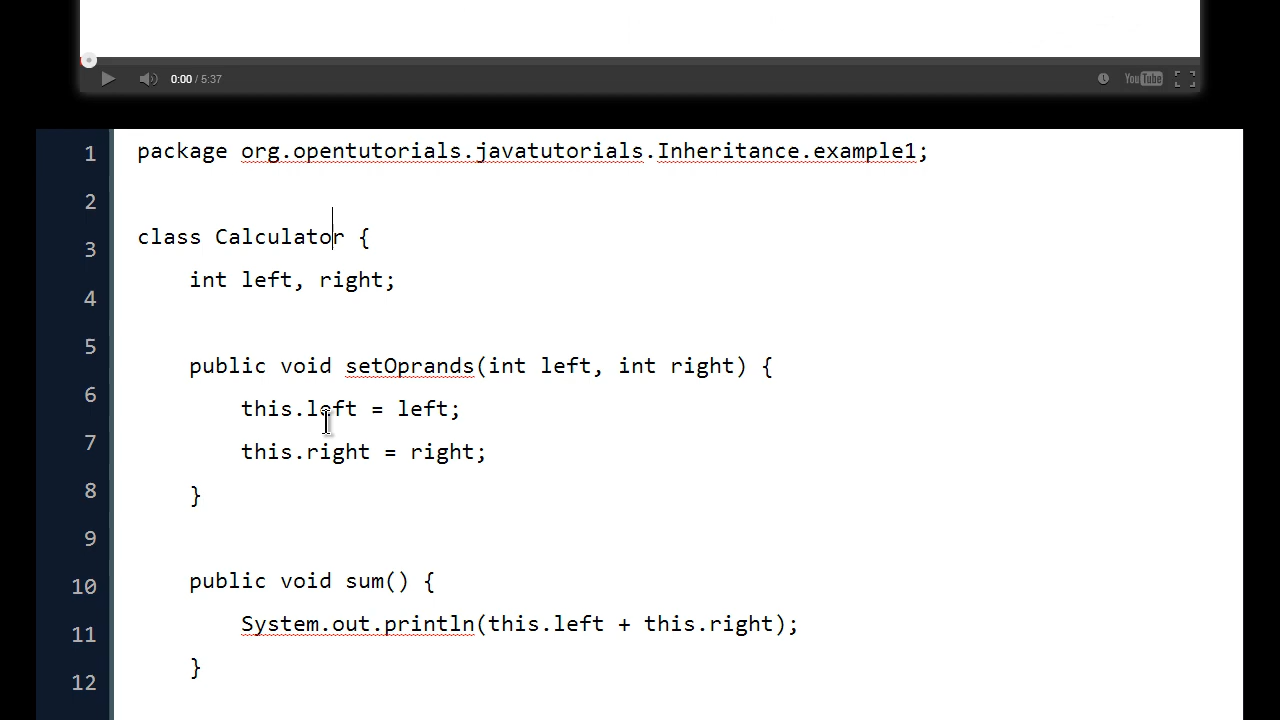 0:00 / 5:37
YouTube
1 package org.opentutorials.javatutorials.Inheritance.example1;
2
3 class Calculator {
4 int left, right;
5
6 public void setOprands(int left, int right) {
7 this.left = left;
8 this.right = right;
9 }
10
11 public void sum() {
12 System.out.println(this.left + this.right);
}